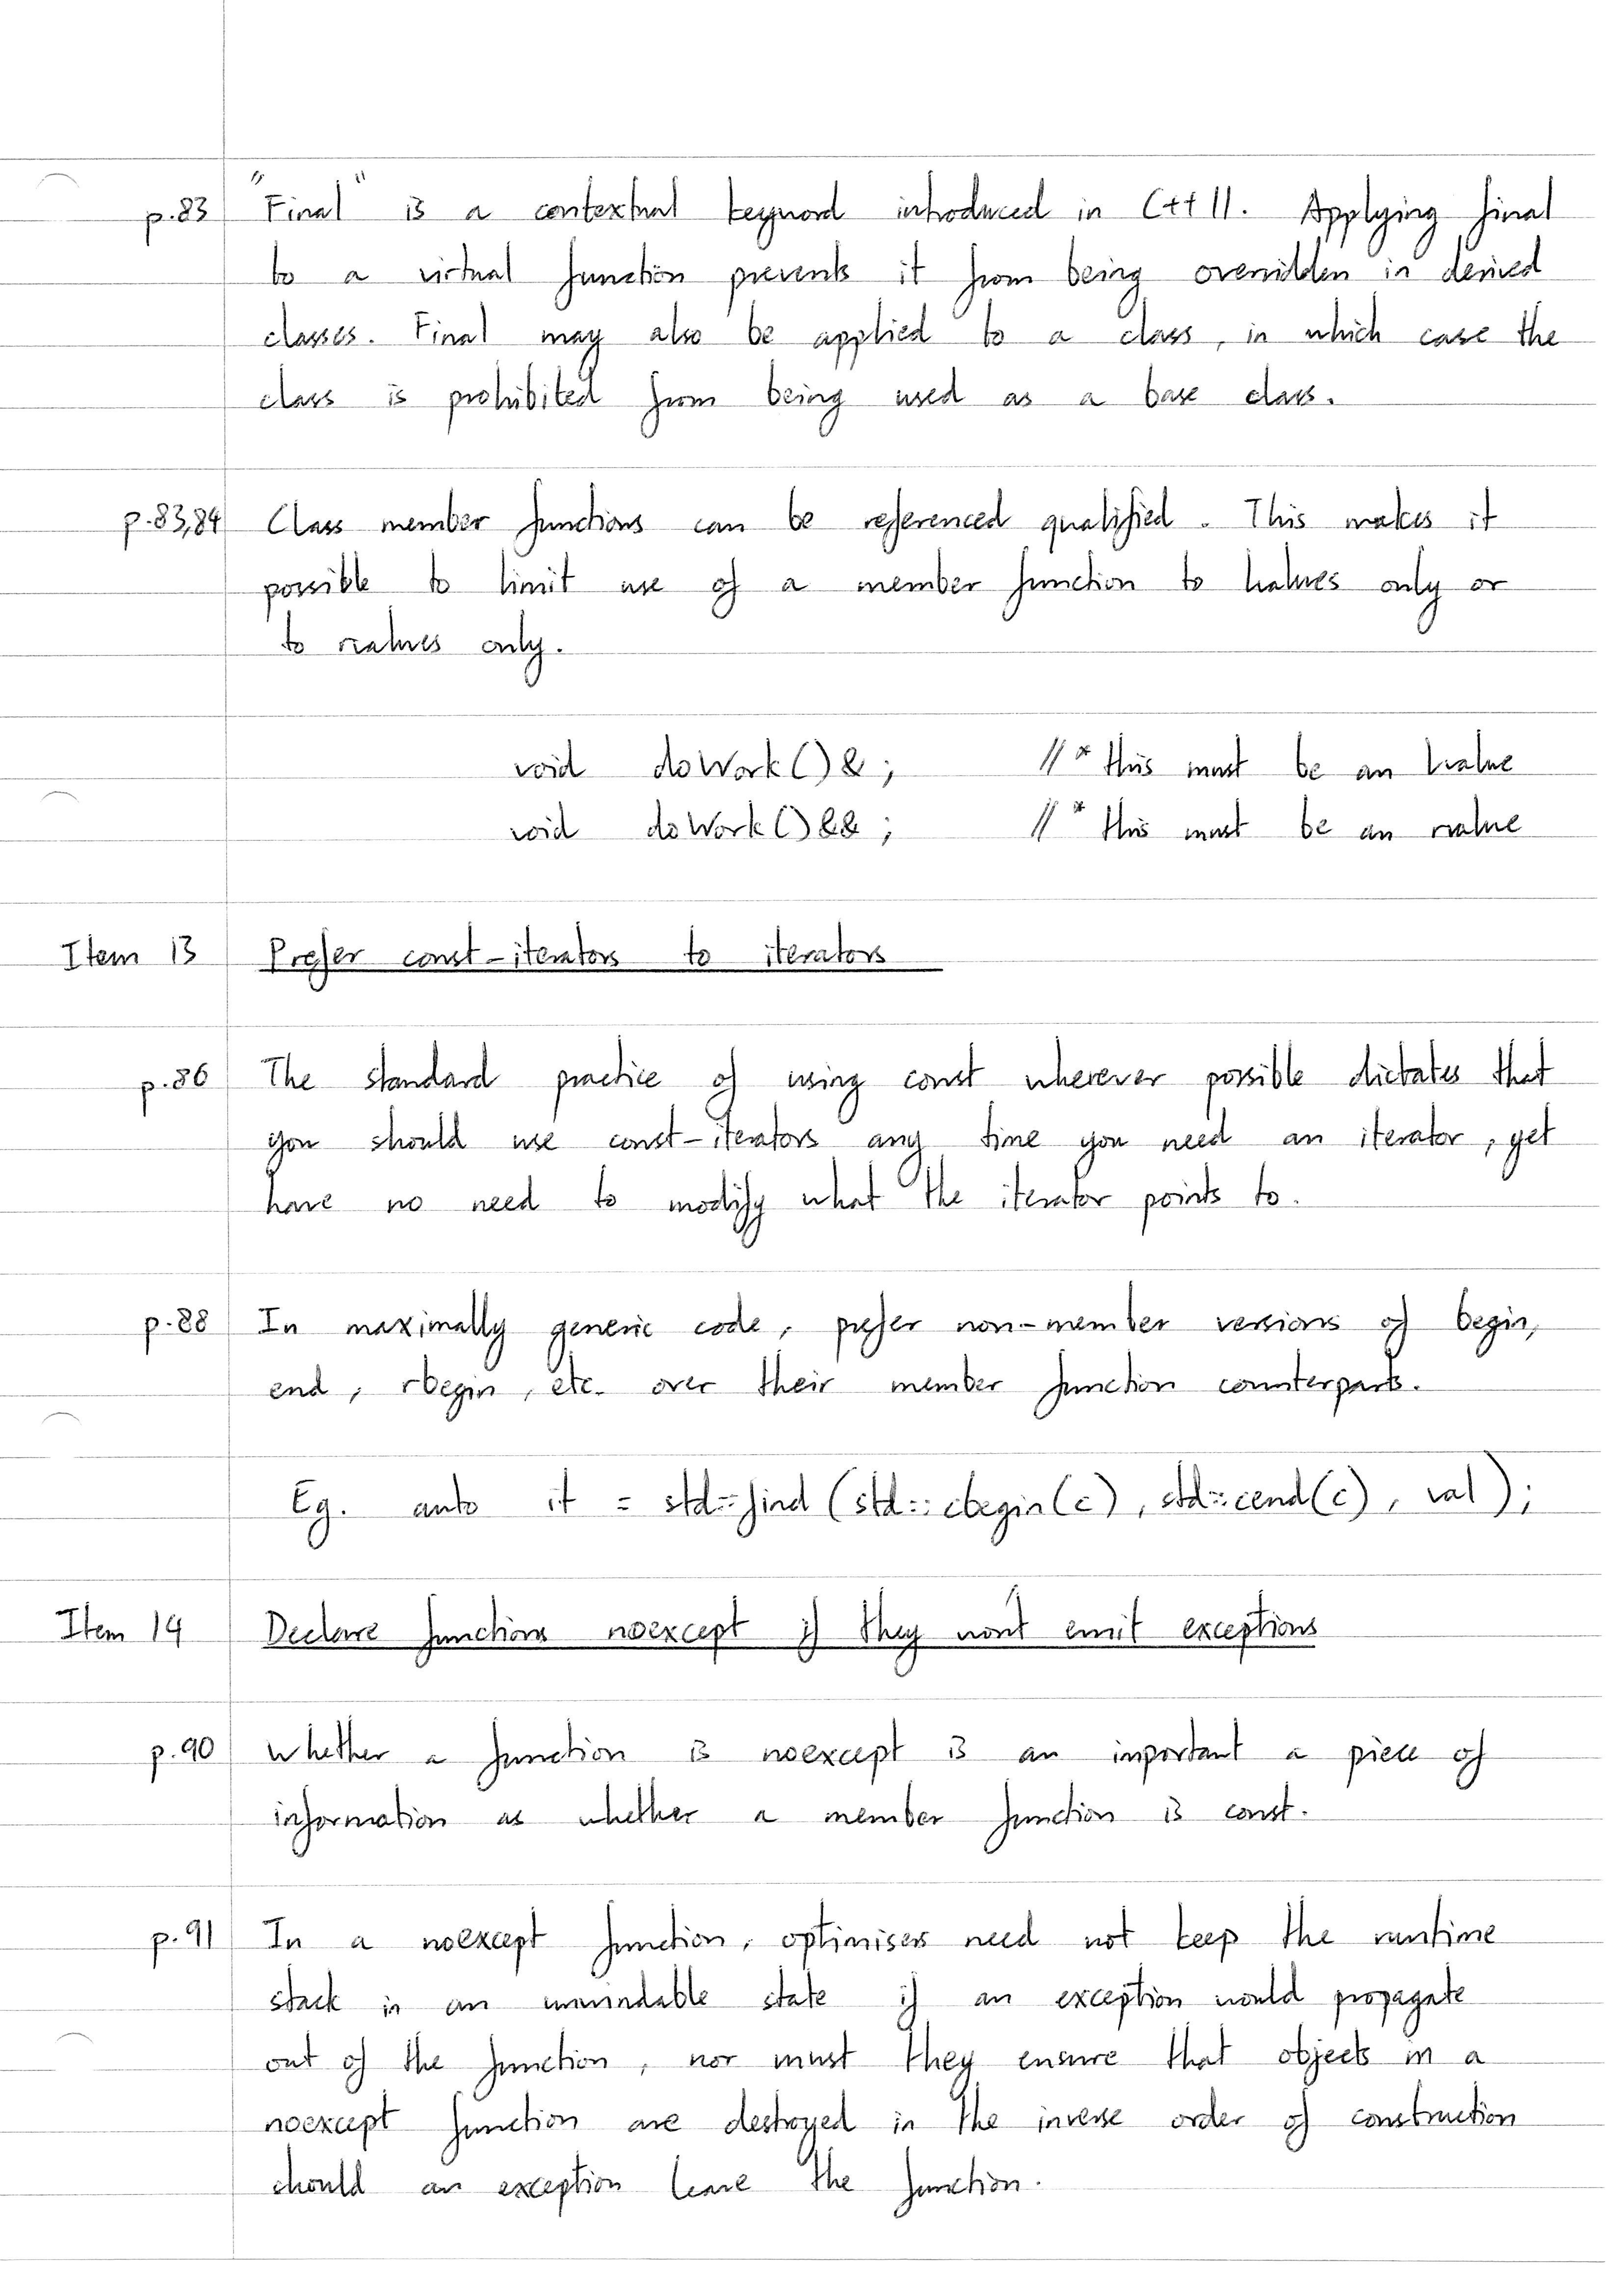 p.83 "Final" is a contextual keyword introduced in C++11. Applying final
to a virtual function prevents it from being overridden in derived
classes. Final may also be applied to a class, in which case the
class is prohibited from being used as a base class.
p.83,84 Class member functions can be referenced qualified. This makes it
possible to limit use of a member function to lvalues only or
to rvalues only.
void doWork()&; //*this must be an lvalue
void doWork()&&; //*this must be an rvalue
Item 13 Prefer const-iterators to iterators
p.86 The standard practice of using const wherever possible dictates that
you should use const-iterators any time you need an iterator, yet
have no need to modify what the iterator points to.
p.88 In maximally generic code, prefer non-member versions of begin,
end, rbegin, etc. over their member function counterparts.
Eg. auto it = std::find(std::cbegin(c), std::cend(c), val);
Item 14 Declare functions noexcept if they won't emit exceptions
p.90 Whether a function is noexcept is an important a piece of
information as whether a member function is const.
p.91 In a noexcept function, optimisers need not keep the runtime
stack in an unwindable state if an exception would propagate
out of the function, nor must they ensure that objects in a
noexcept function are destroyed in the inverse order of construction
should an exception leave the function.